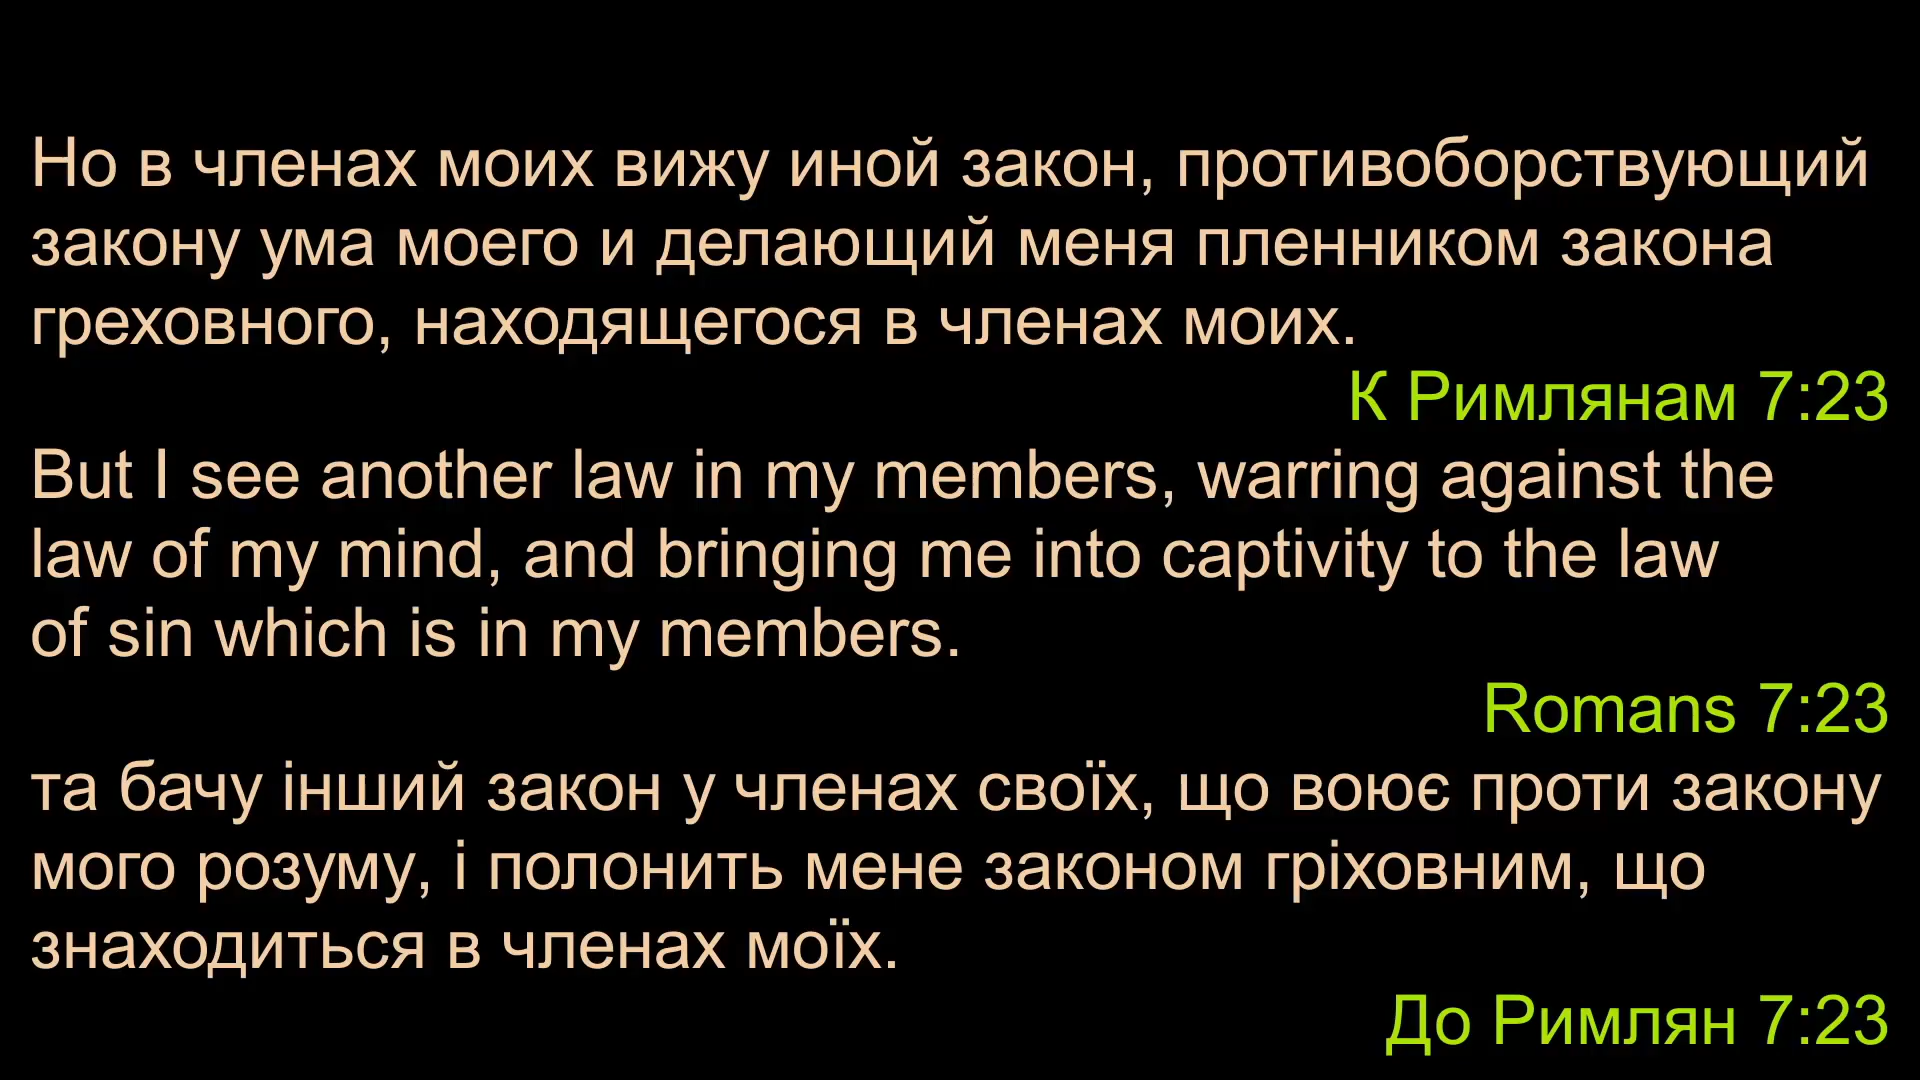 Но в членах моих вижу иной закон, противоборствующий
закону ума моего и делающий меня пленником закона
греховного, находящегося в членах моих.
К Римлянам 7:23
But I see another law in my members, warring against the
law of my mind, and bringing me into captivity to the law
of sin which is in my members.
Romans 7:23
та бачу інший закон у членах своїх, що воює проти закону
мого розуму, і полонить мене законом гріховним, що
знаходиться в членах моїх.
До Римлян 7:23